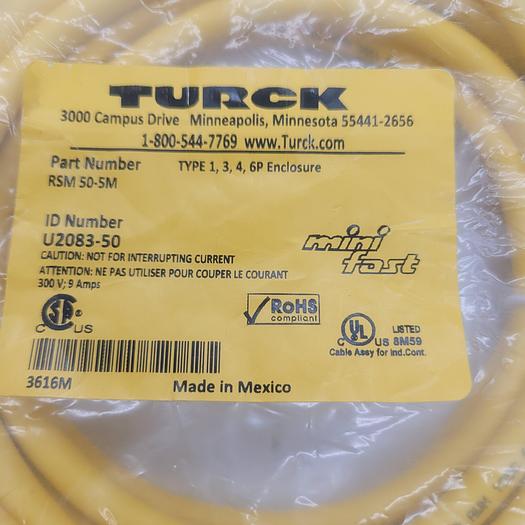 TURCK
3000 Campus Drive Minneapolis, Minnesota 55441-2656
1-800-544-7769 www.Turck.com
Part Number TYPE 1, 3, 4, 6P Enclosure
RSM 50-5M
ID Number
U2083-50
CAUTION: NOT FOR INTERRUPTING CURRENT
ATTENTION: NE PAS UTILISER POUR COUPER LE COURANT
300 V; 9 Amps
mini fast
C SA US
RoHS
compliant
C UL US LISTED
8M59
Cable Assy for Ind.Cont.
3616M
Made in Mexico